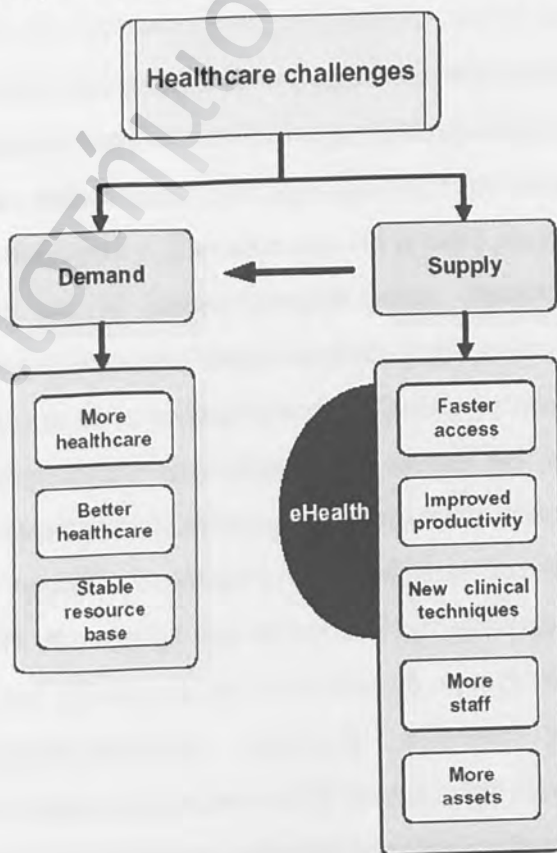 Healthcare challenges
Demand
Supply
More
healthcare
Better
healthcare
Stable
resource
base
eHealth
Faster
access
Improved
productivity
New clinical
techniques
More
staff
More
assets